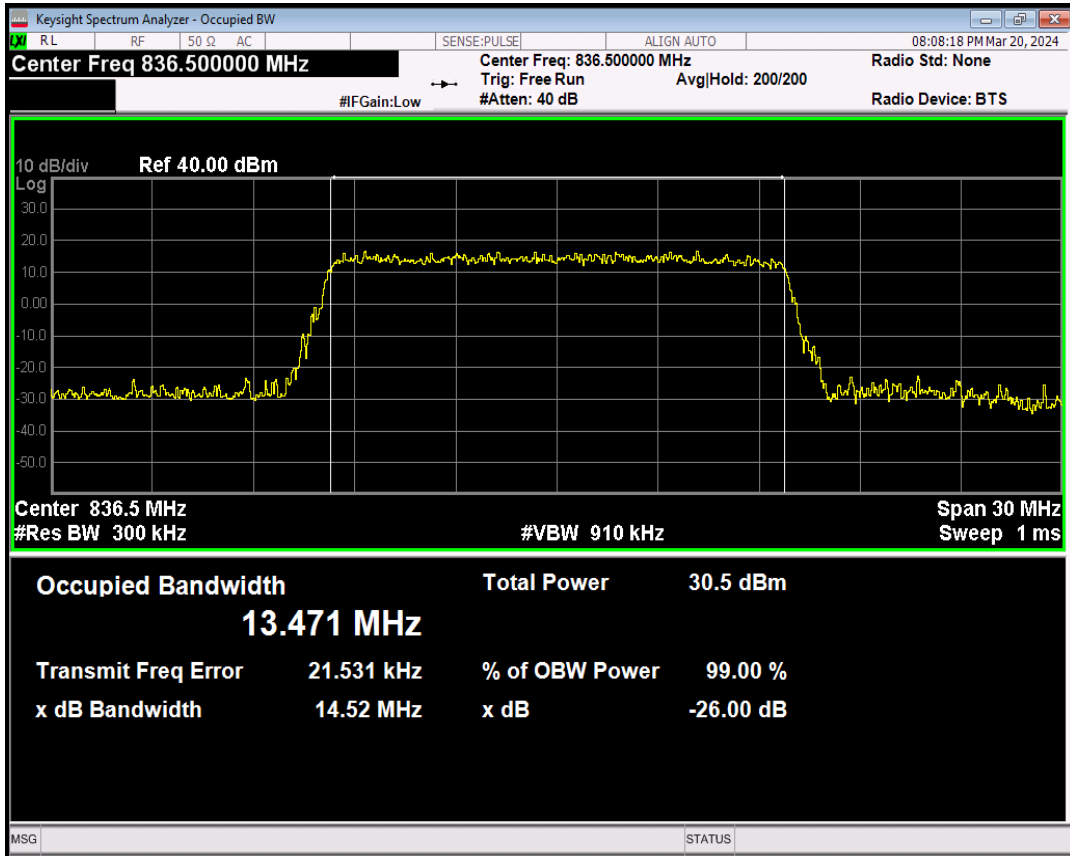 Keysight Spectrum Analyzer - Occupied BW
LXI RL RF 50 Ω AC SENSE:PULSE ALIGN AUTO 08:08:18 PM Mar 20, 2024
Center Freq 836.500000 MHz Center Freq: 836.500000 MHz Radio Std: None
Trig: Free Run Avg|Hold: 200/200
#IFGain:Low #Atten: 40 dB Radio Device: BTS
10 dB/div Ref 40.00 dBm
Log
30.0
20.0
10.0
0.00
-10.0
-20.0
-30.0
-40.0
-50.0
Center 836.5 MHz Span 30 MHz
#Res BW 300 kHz #VBW 910 kHz Sweep 1 ms
Occupied Bandwidth Total Power 30.5 dBm
13.471 MHz
Transmit Freq Error 21.531 kHz % of OBW Power 99.00 %
x dB Bandwidth 14.52 MHz x dB -26.00 dB
MSG STATUS